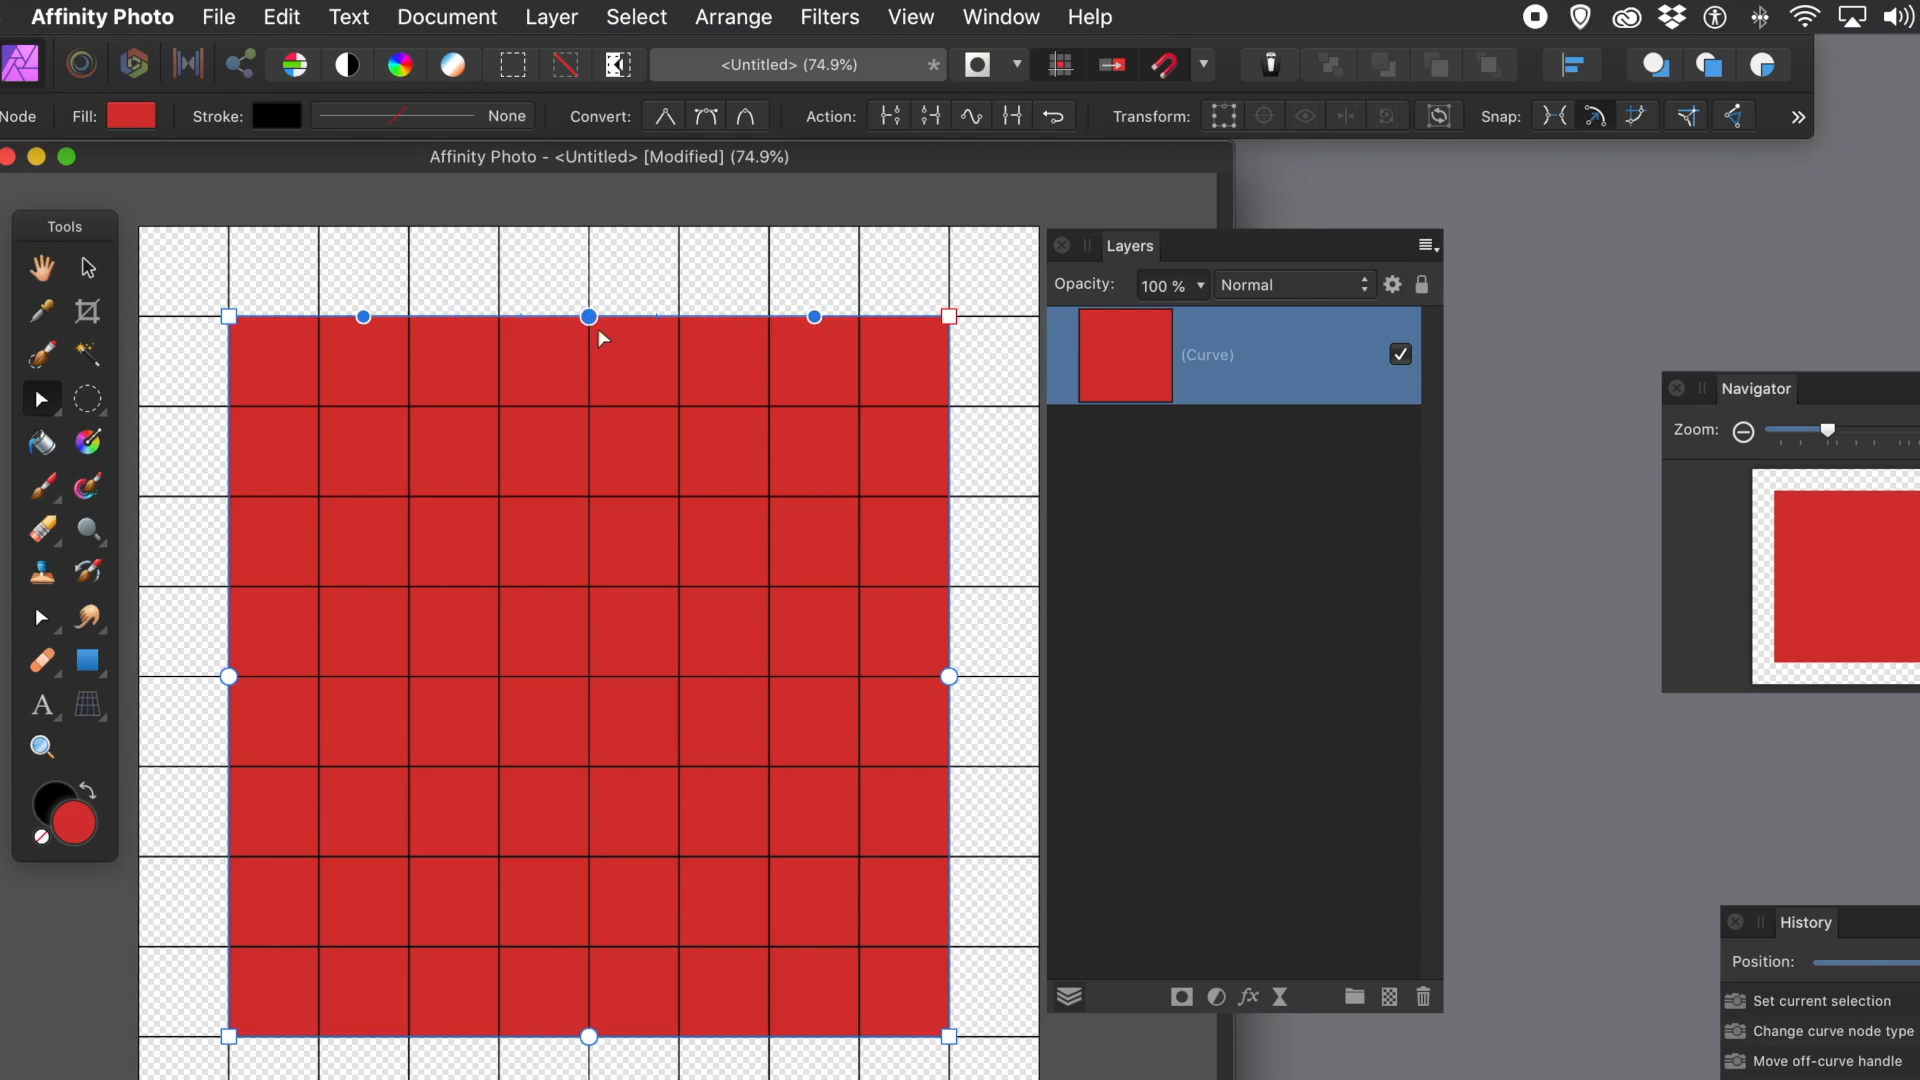 Affinity Photo File Edit Text Document Layer Select Arrange Filters View Window Help
<Untitled> (74.9%) *
Node Fill: Stroke: None Convert: Action: Transform: Snap: »
Affinity Photo - <Untitled> [Modified] (74.9%)
Tools
Layers
Opacity: 100 % Normal
(Curve)
Navigator
Zoom:
A
fx
History
Position:
Set current selection
Change curve node type
Move off-curve handle